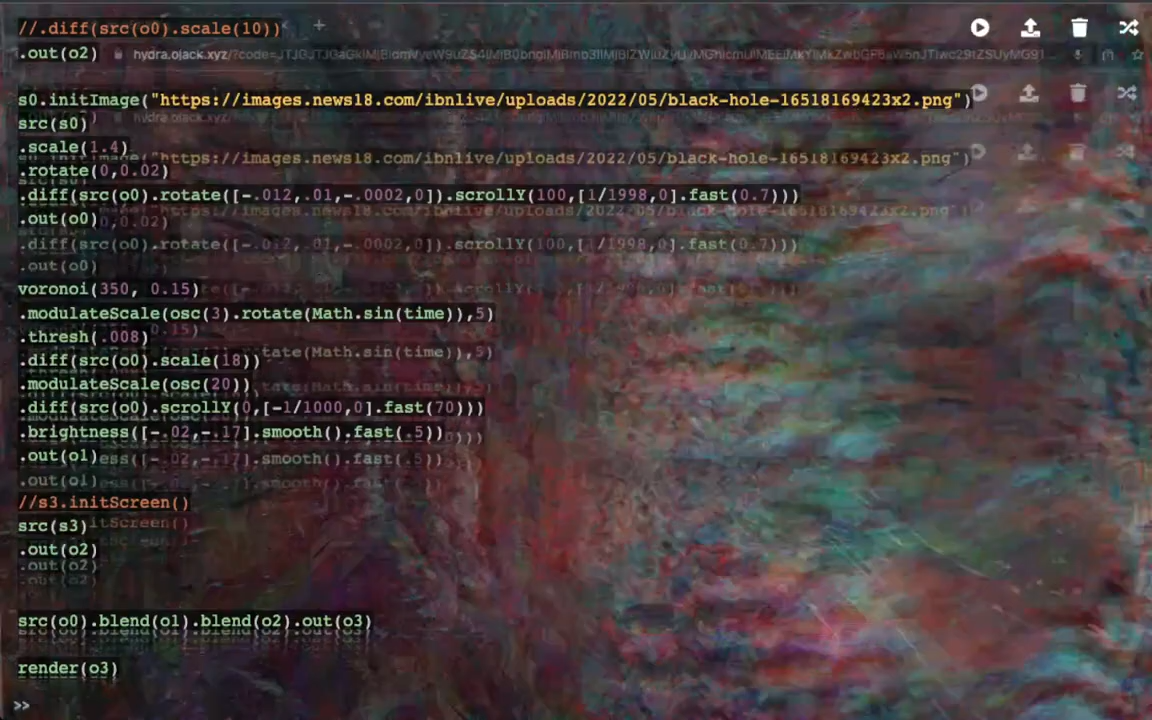 //.diff(src(o0).scale(10))
.out(o2)
s0.initImage("https://images.news18.com/ibnlive/uploads/2022/05/black-hole-16518169423x2.png")
src(s0)
.scale(1.4)
.rotate(0,0.02)
.diff(src(o0).rotate([-.012,.01,-.0002,0]).scrollY(100,[1/1998,0].fast(0.7)))
.out(o0)
voronoi(350, 0.15)
.modulateScale(osc(3).rotate(Math.sin(time)),5)
.thresh(.008)
.diff(src(o0).scale(18))
.modulateScale(osc(20))
.diff(src(o0).scrollY(0,[-1/1000,0].fast(70)))
.brightness([-.02,-.17].smooth().fast(.5))
.out(o1)
//s3.initScreen()
src(s3)
.out(o2)
src(o0).blend(o1).blend(o2).out(o3)
render(o3)
>>